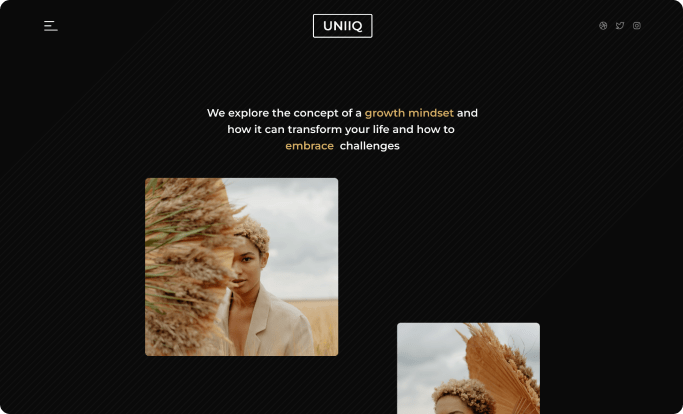 UNIIQ
We explore the concept of a growth mindset and
how it can transform your life and how to
embrace challenges